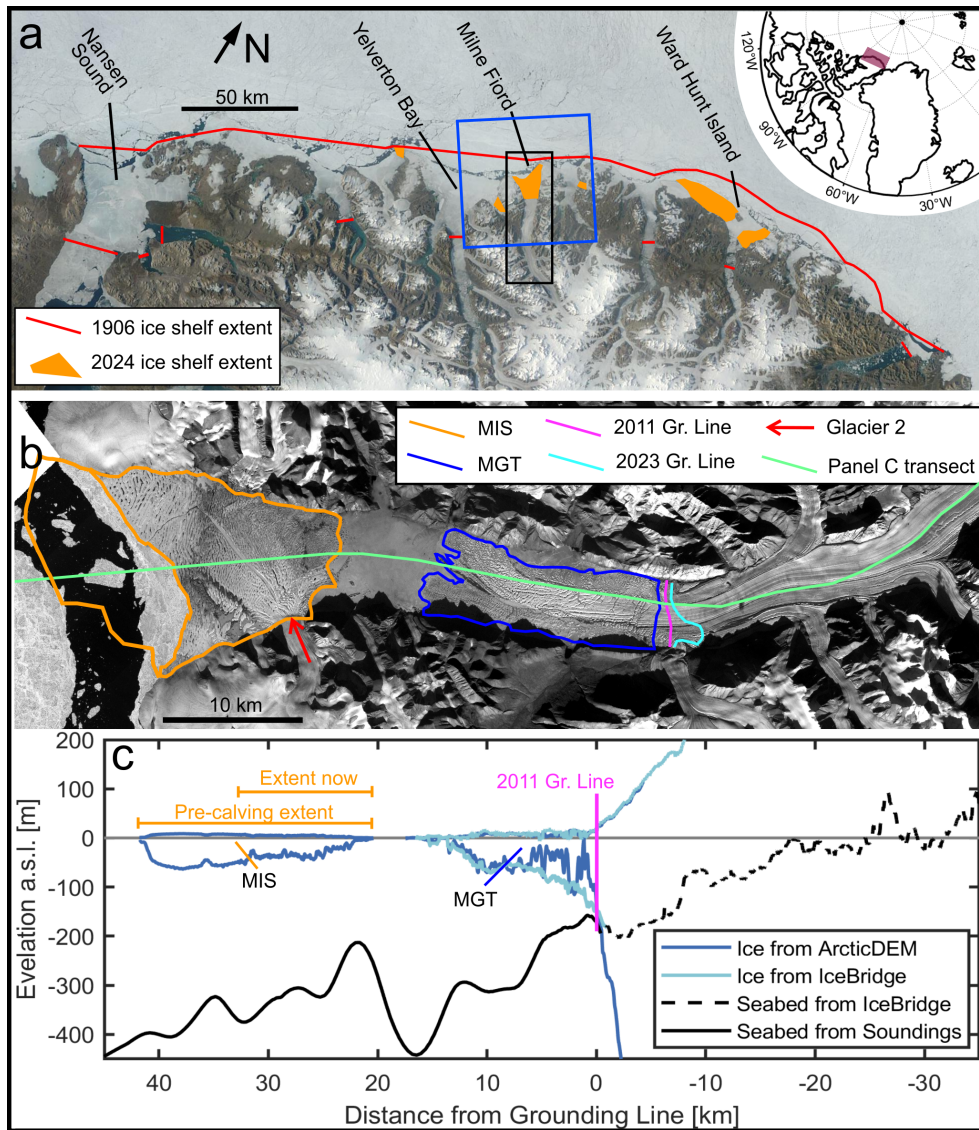 a
N
50 km
Nansen
Sound
Yelverton Bay
Milne Fiord
Ward Hunt
Island
120°W
96°W
60°W
30°W
1906 ice shelf extent
2024 ice shelf extent
b
MIS
2011 Gr. Line
Glacier 2
MGT
2023 Gr. Line
Panel C transect
10 km
c
Evelation a.s.l. [m]
200
100
0
-100
-200
-300
-400
Extent now
Pre-calving extent
2011 Gr. Line
MIS
MGT
Ice from ArcticDEM
Ice from IceBridge
Seabed from IceBridge
Seabed from Soundings
40 30 20 10 0 -10 -20 -30
Distance from Grounding Line [km]